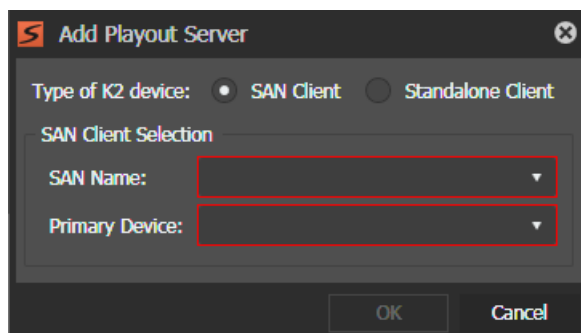 Add Playout Server
Type of K2 device: SAN Client Standalone Client
SAN Client Selection
SAN Name:
Primary Device:
OK Cancel